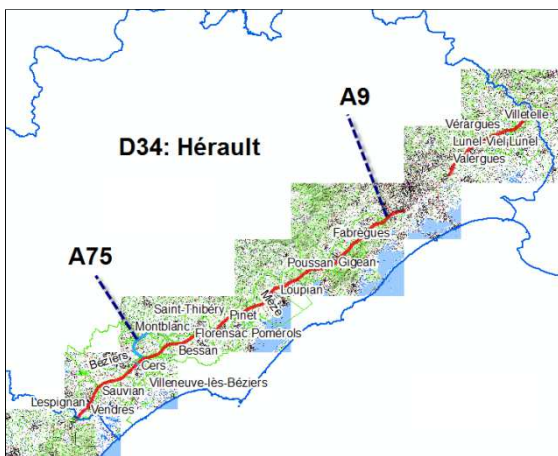 A9
Villetelle
Vérargues
Lunel-Viel Lunel
Valergues
D34: Hérault
Fabrègues
A75
Poussan Gigean
Loupian
Mèze
Saint-Thibéry
Pinet
Montblanc
Florensac Pomérols
Bessan
Béziers
Cers
Villeneuve-lès-Béziers
Sauvian
Lespignan
Vendres